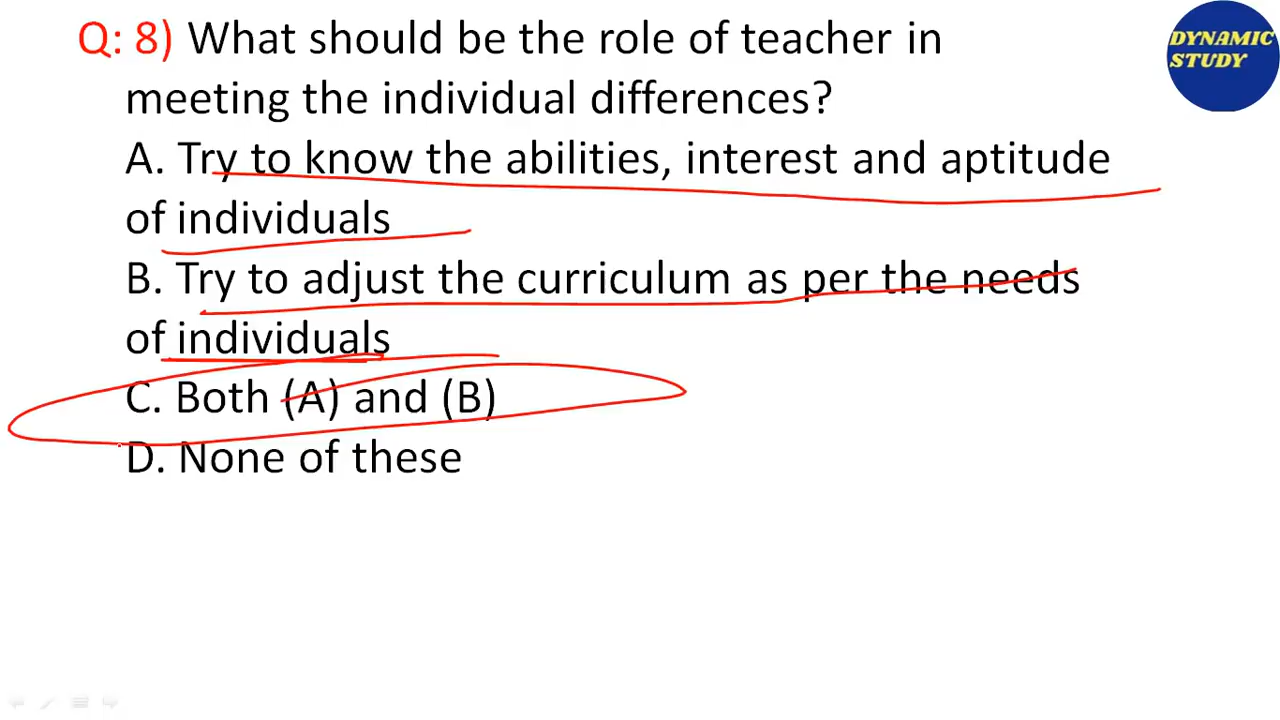 Q: 8) What should be the role of teacher in
meeting the individual differences?
A. Try to know the abilities, interest and aptitude
of individuals
B. Try to adjust the curriculum as per the needs
of individuals
C. Both (A) and (B)
D. None of these
DYNAMIC
STUDY